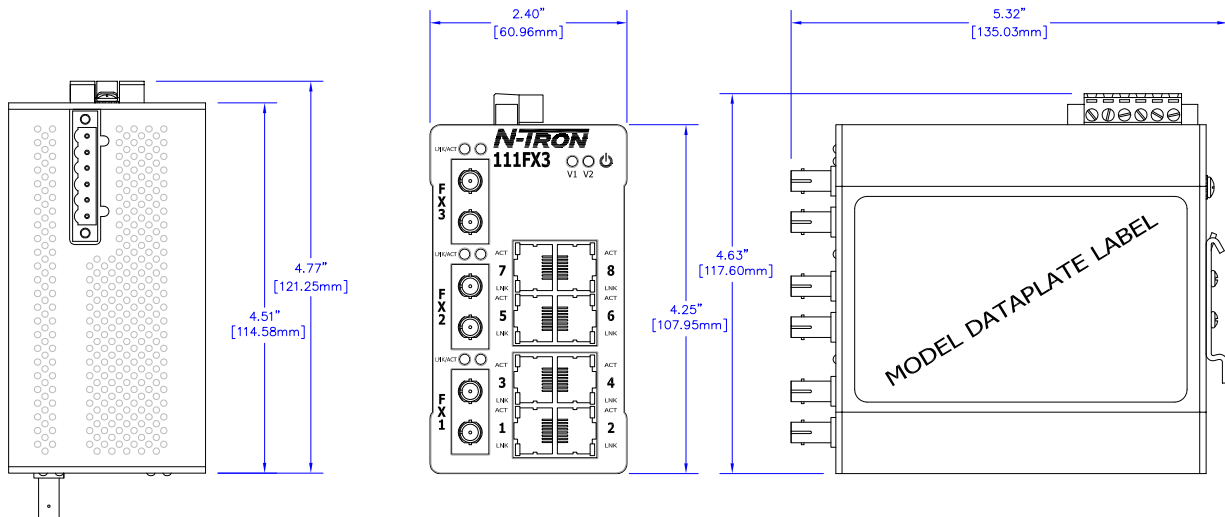 4.77”
[121.25mm]
4.51”
[114.58mm]
2.40”
[60.96mm]
N-TRON
111FX3
V1 V2
LNK/ACT
FX3
LNK/ACT
FX2
LNK/ACT
FX1
ACT ACT
7 8
LNK LNK
ACT ACT
5 6
LNK LNK
ACT ACT
3 4
LNK LNK
ACT ACT
1 2
LNK LNK
4.63”
[117.60mm]
4.25”
[107.95mm]
5.32”
[135.03mm]
MODEL DATAPLATE LABEL